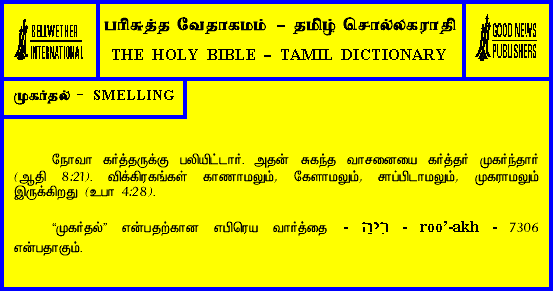 BELLWETHER
INTERNATIONAL
பரிசுத்த வேதாகமம் – தமிழ் சொல்லகராதி
THE HOLY BIBLE – TAMIL DICTIONARY
GOOD NEWS
PUBLISHERS
முகர்தல் – SMELLING
நோவா கர்த்தருக்கு பலியிட்டார். அதன் சுகந்த வாசனையை கர்த்தர் முகர்ந்தார்
(ஆதி 8:21). விக்கிரகங்கள் காணாமலும், கேளாமலும், சாப்பிடாமலும், முகராமலும்
இருக்கிறது (உபா 4:28).
“முகர்தல்” என்பதற்கான எபிரெய வார்த்தை - רִיחַ - roo’-akh - 7306
என்பதாகும்.